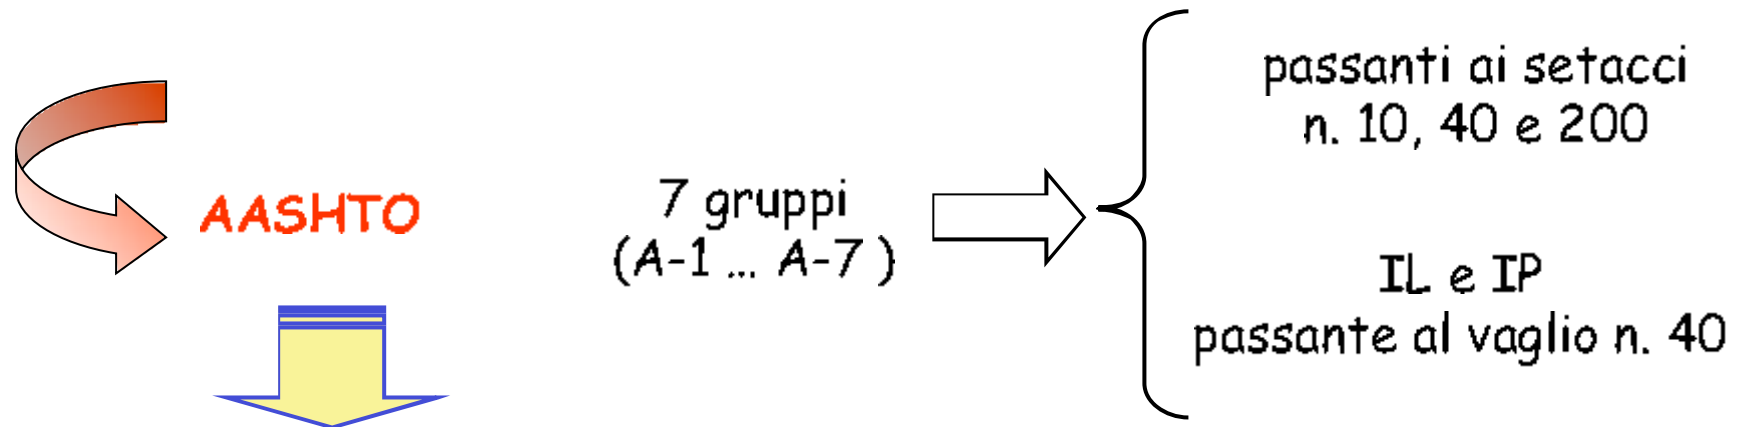 AASHTO
7 gruppi
(A-1 ... A-7 )
passanti ai setacci
n. 10, 40 e 200
IL e IP
passante al vaglio n. 40